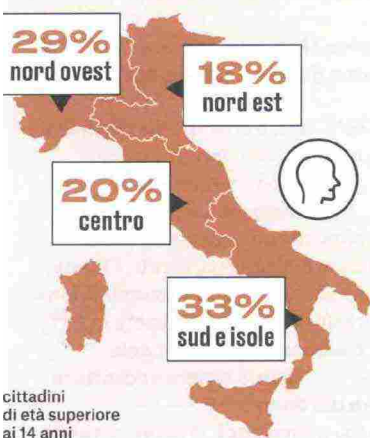 29%
nord ovest
18%
nord est
20%
centro
33%
sud e isole
cittadini
di età superiore
ai 14 anni